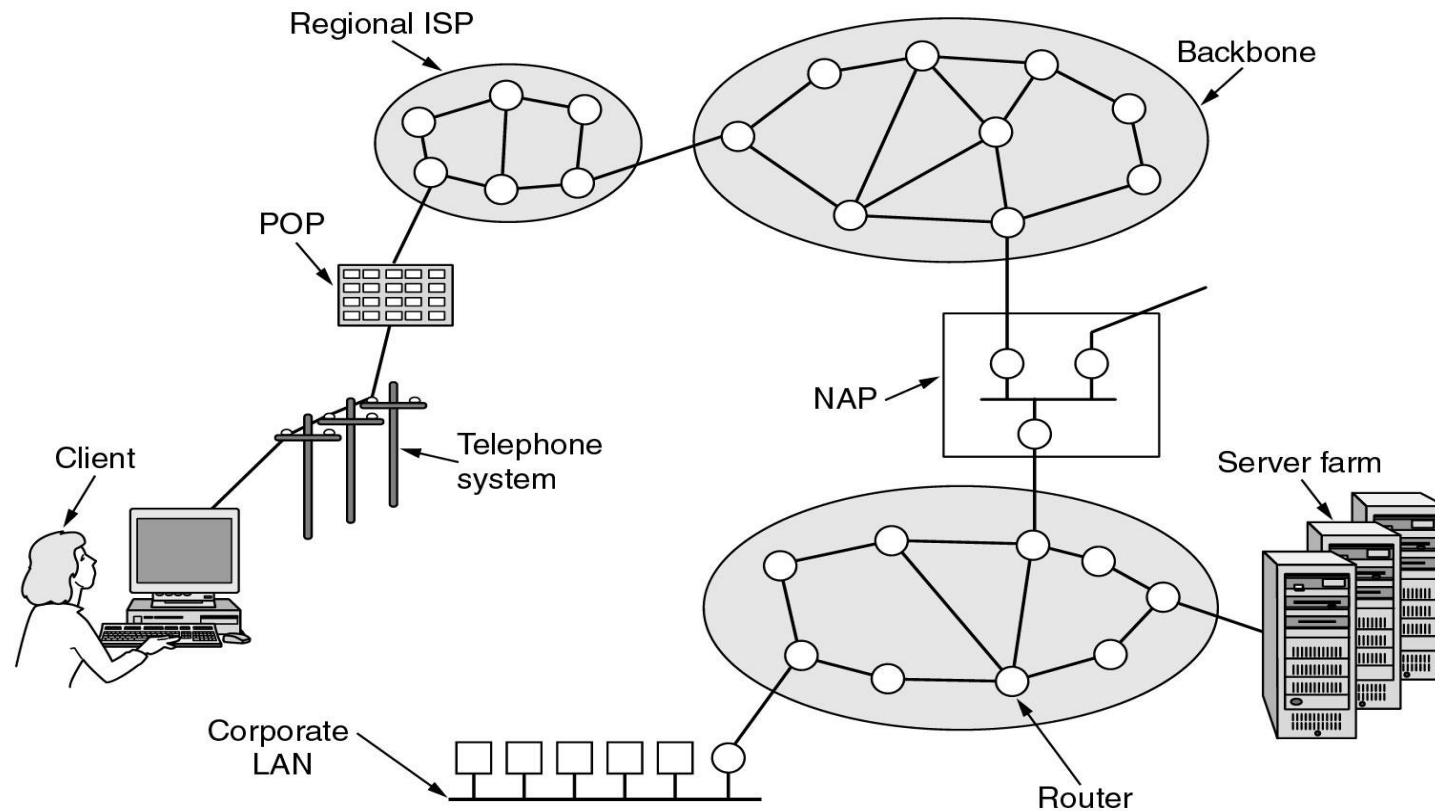 Regional ISP
Backbone
POP
NAP
Telephone
system
Client
Server farm
Corporate
LAN
Router